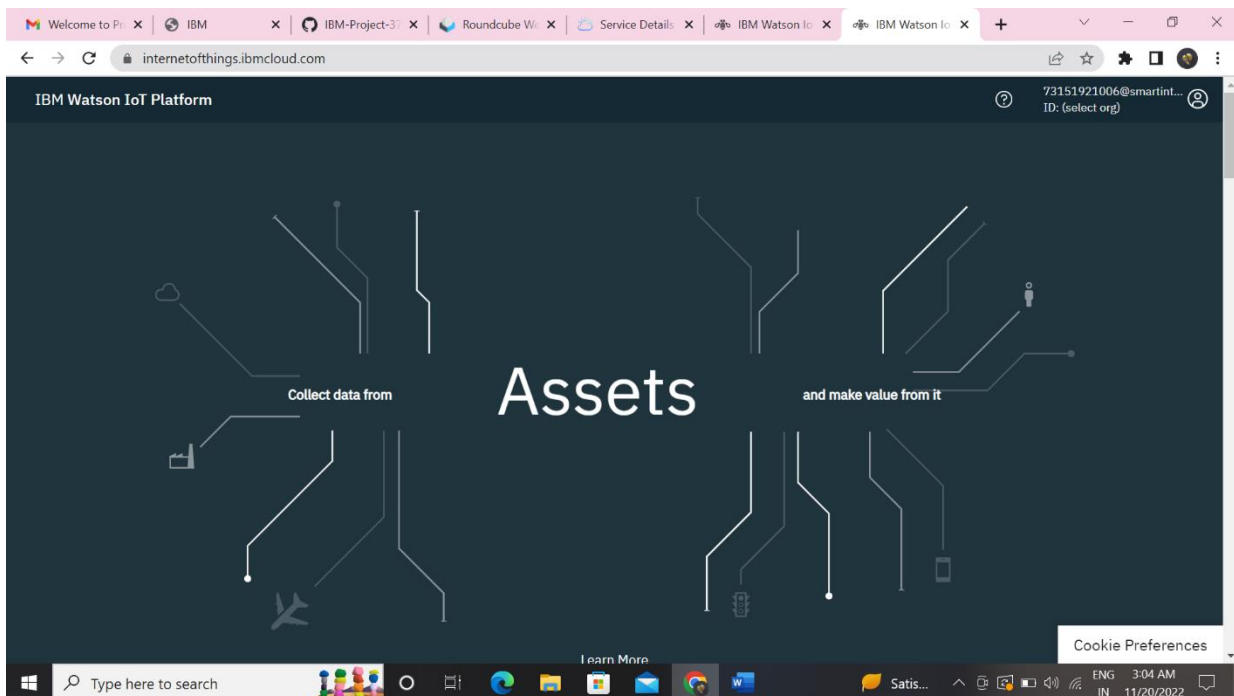 Welcome to Pr
IBM
IBM-Project-37
Roundcube We
Service Details
IBM Watson Io
IBM Watson Io
internetofthings.ibmcloud.com
IBM Watson IoT Platform
73151921006@smartint...
ID: (select org)
Collect data from
Assets
and make value from it
Learn More
Cookie Preferences
Type here to search
Satis...
ENG
IN
3:04 AM
11/20/2022